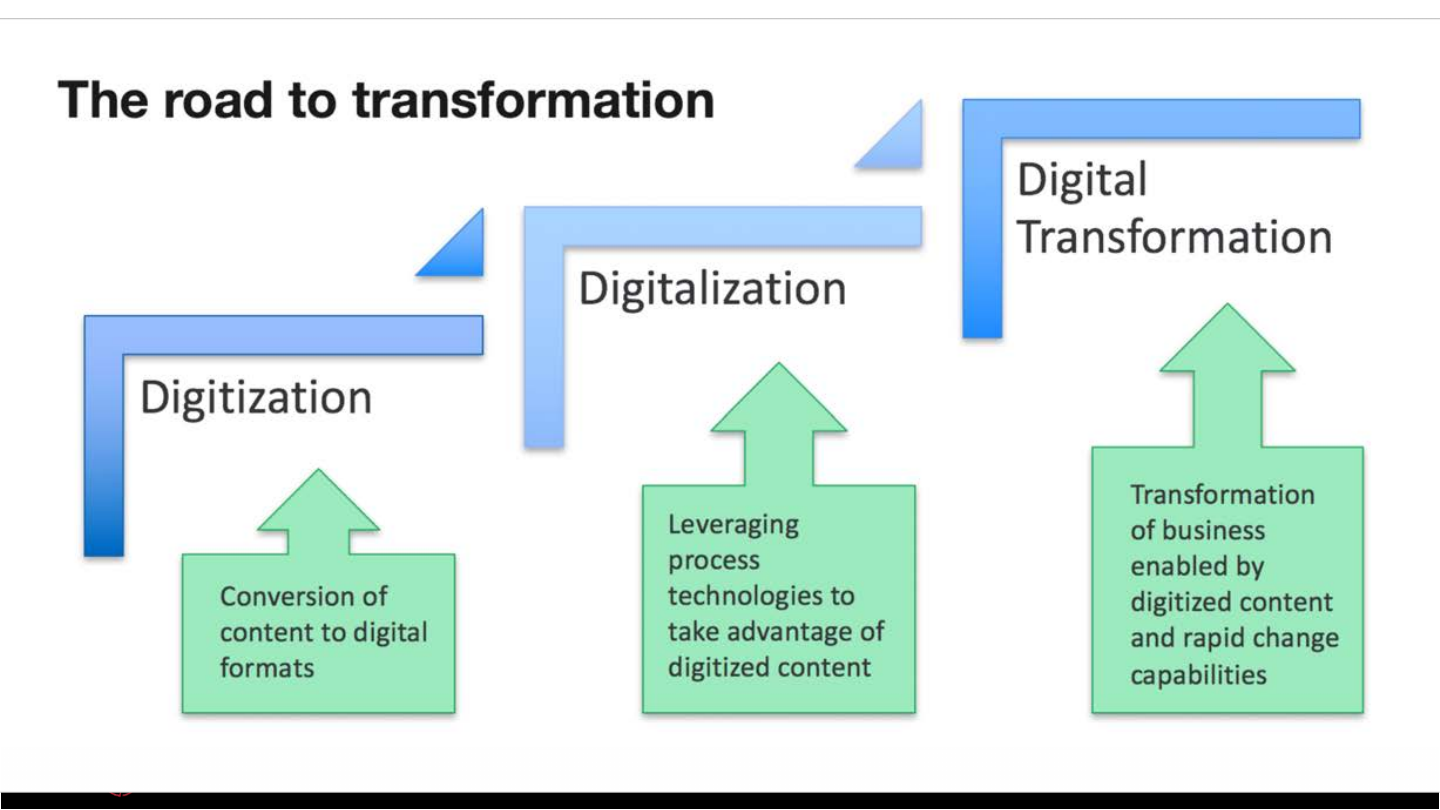 The road to transformation
Digitization
Conversion of
content to digital
formats
Digitalization
Leveraging
process
technologies to
take advantage of
digitized content
Digital
Transformation
Transformation
of business
enabled by
digitized content
and rapid change
capabilities